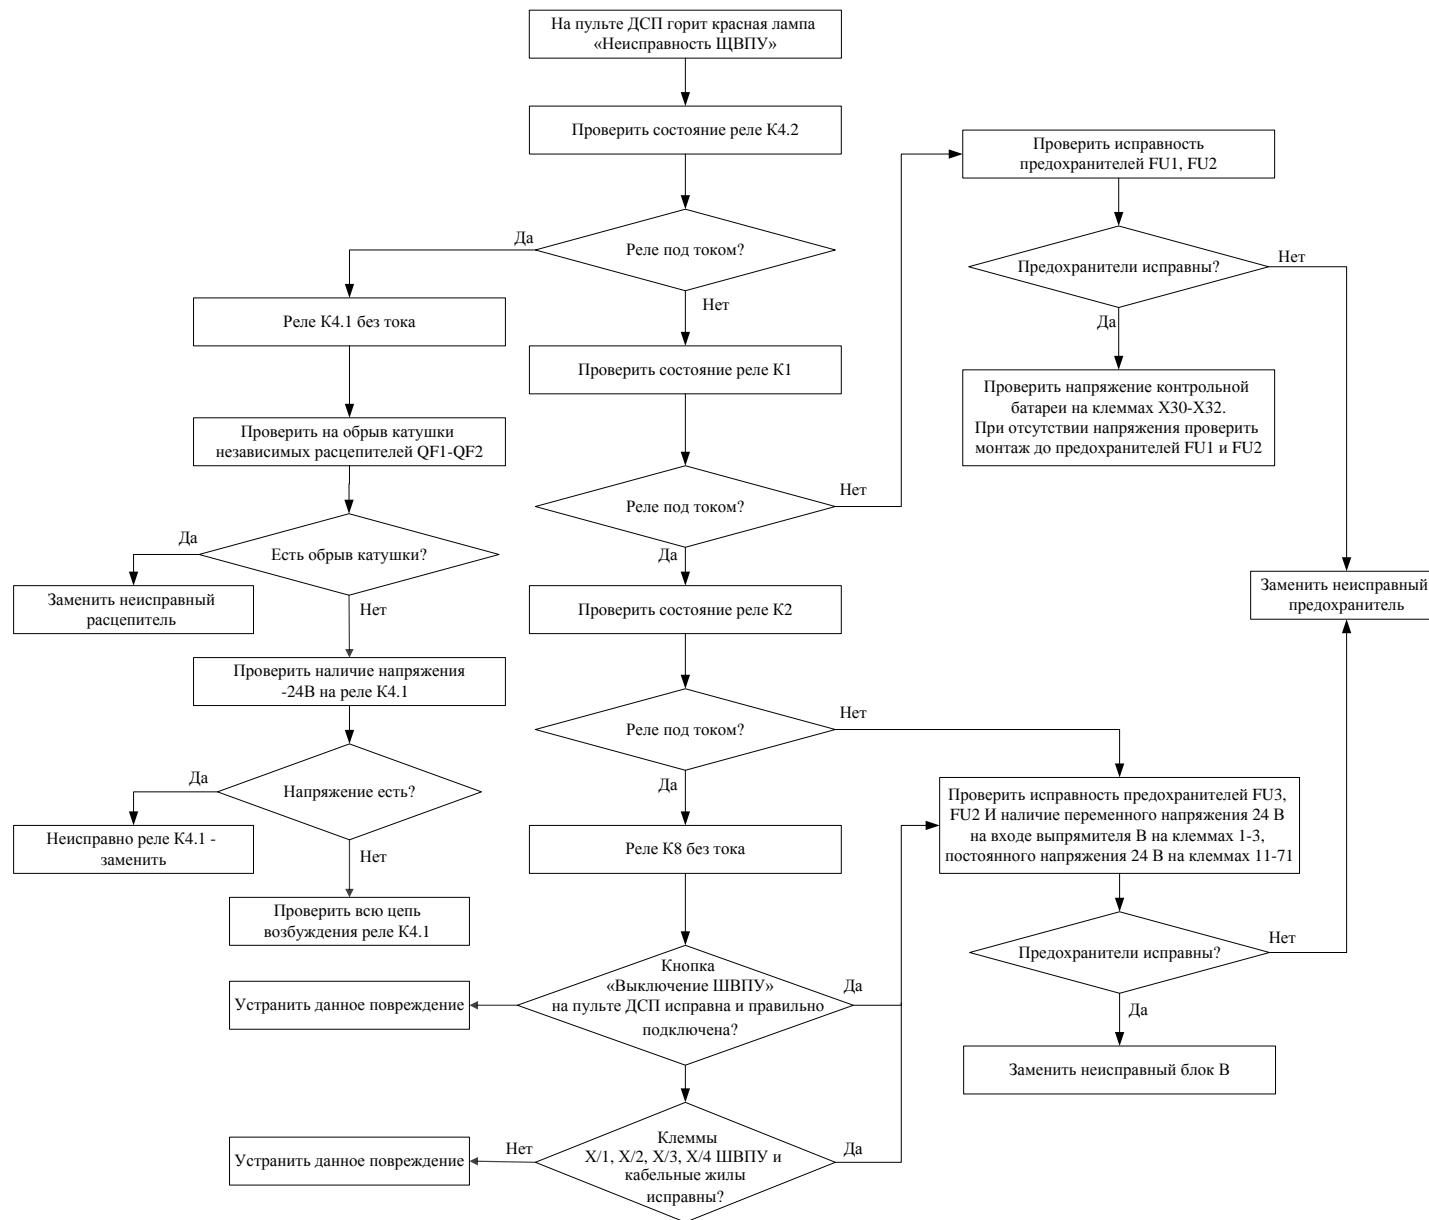 На пульте ДСП горит красная лампа
«Неисправность ЩВПУ»
Проверить состояние реле К4.2
Реле под током?
Да
Нет
Реле К4.1 без тока
Проверить на обрыв катушки
независимых расцепителей QF1-QF2
Есть обрыв катушки?
Да
Нет
Заменить неисправный
расцепитель
Проверить наличие напряжения
-24В на реле К4.1
Напряжение есть?
Да
Нет
Неисправно реле К4.1 -
заменить
Проверить всю цепь
возбуждения реле К4.1
Проверить состояние реле К1
Реле под током?
Нет
Да
Проверить исправность
предохранителей FU1, FU2
Предохранители исправны?
Нет
Да
Проверить напряжение контрольной
батареи на клеммах Х30-Х32.
При отсутствии напряжения проверить
монтаж до предохранителей FU1 и FU2
Заменить неисправный
предохранитель
Проверить состояние реле К2
Реле под током?
Нет
Да
Проверить исправность предохранителей FU3,
FU2 И наличие переменного напряжения 24 В
на входе выпрямителя В на клеммах 1-3,
постоянного напряжения 24 В на клеммах 11-71
Предохранители исправны?
Нет
Да
Заменить неисправный блок В
Реле К8 без тока
Кнопка
«Выключение ШВПУ»
на пульте ДСП исправна и правильно
подключена?
Да
Устранить данное повреждение
Клеммы
Х/1, Х/2, Х/3, Х/4 ШВПУ и
кабельные жилы
исправны?
Нет
Да
Устранить данное повреждение